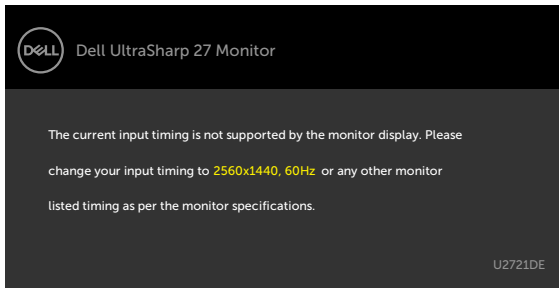 DELL
Dell UltraSharp 27 Monitor
The current input timing is not supported by the monitor display. Please
change your input timing to 2560x1440, 60Hz or any other monitor
listed timing as per the monitor specifications.
U2721DE